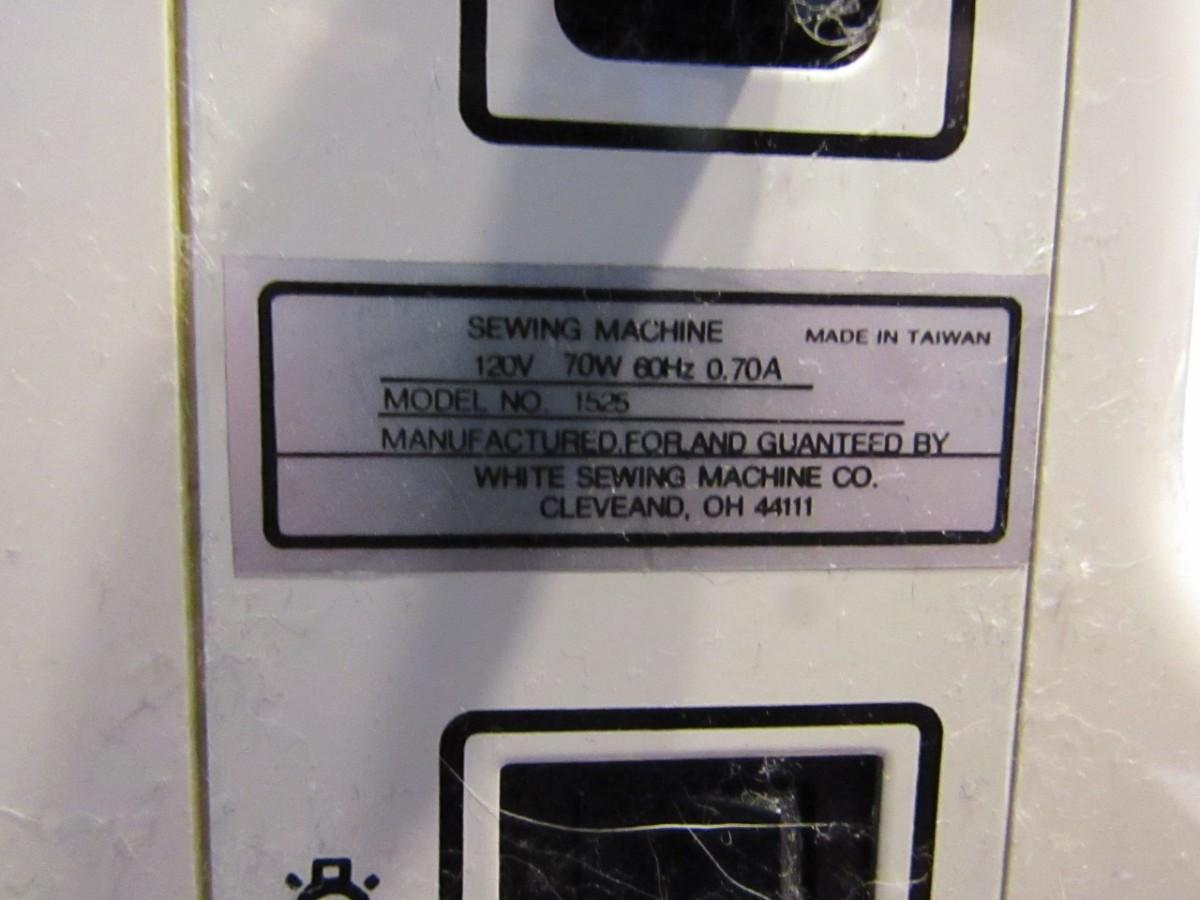 SEWING MACHINE MADE IN TAIWAN
120V 70W 60Hz 0.70A
MODEL NO. 1525
MANUFACTURED.FOR.AND GUANTEED BY
WHITE SEWING MACHINE CO.
CLEVEAND, OH 44111